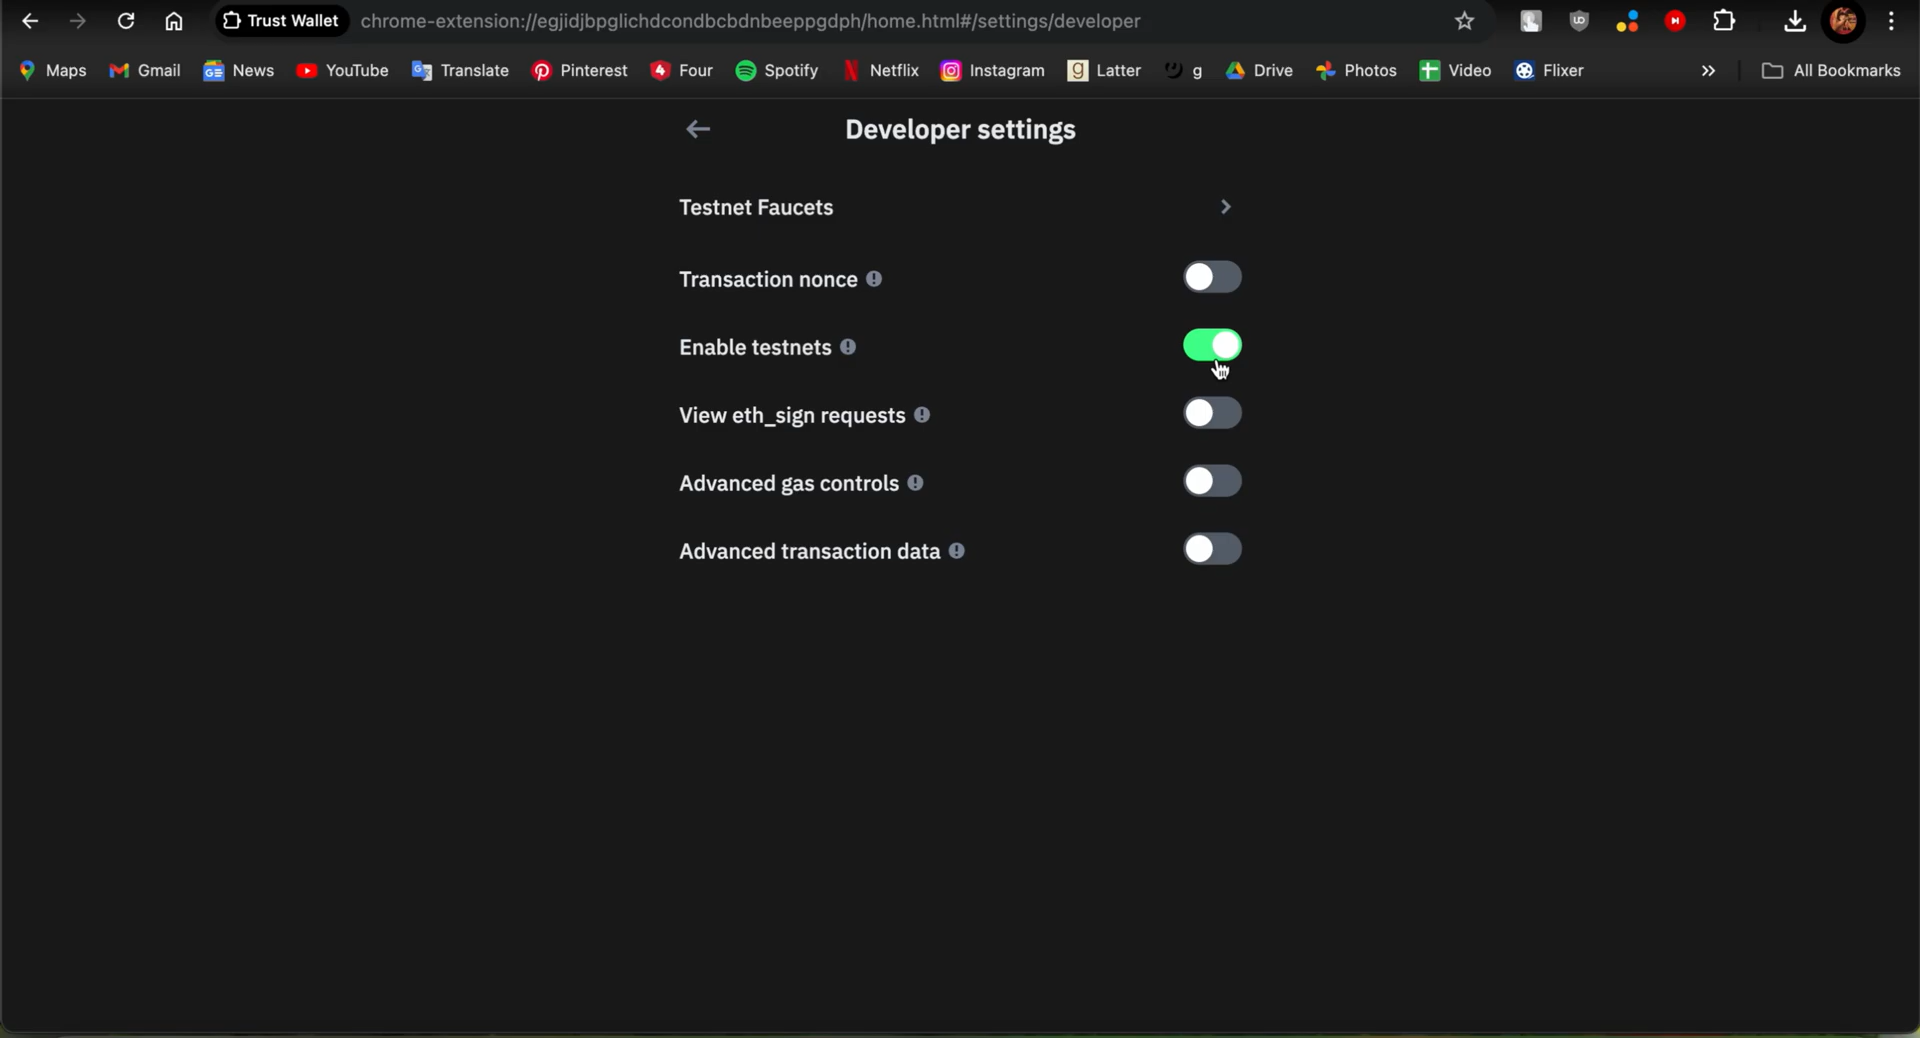 Trust Wallet chrome-extension://egjidjbpglichdcondbcbdnbeeppgdph/home.html#/settings/developer
Maps Gmail News YouTube Translate Pinterest Four Spotify Netflix Instagram Latter g Drive Photos Video Flixer » All Bookmarks
Developer settings
Testnet Faucets
Transaction nonce
Enable testnets
View eth_sign requests
Advanced gas controls
Advanced transaction data